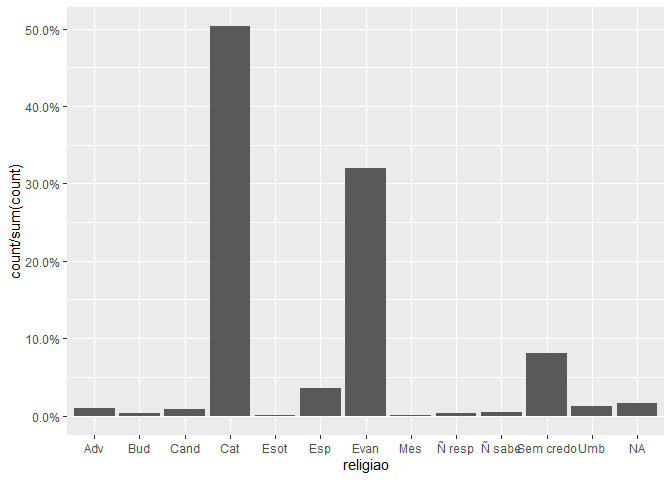 50.0%
40.0%
30.0%
20.0%
10.0%
0.0%
count/sum(count)
Adv Bud Cand Cat Esot Esp Evan Mes Ñ resp Ñ sabe Sem credo Umb NA
religiao